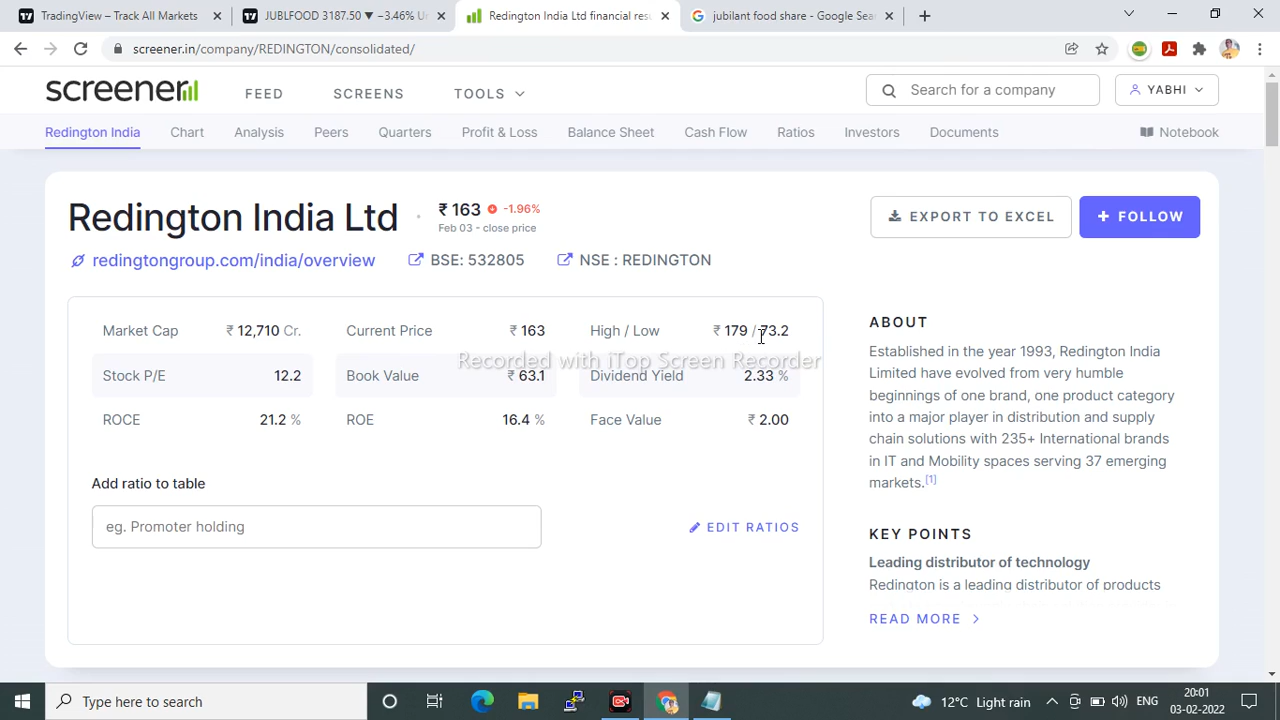 TradingView – Track All Markets
JUBLFOOD 3187.50 ▼ −3.46% U
Redington India Ltd financial res
jubilant food share - Google Sea
screener.in/company/REDINGTON/consolidated/
screener
FEED
SCREENS
TOOLS
Search for a company
YABHI
Redington India
Chart
Analysis
Peers
Quarters
Profit & Loss
Balance Sheet
Cash Flow
Ratios
Investors
Documents
Notebook
Redington India Ltd
₹ 163 -1.96%
Feb 03 - close price
EXPORT TO EXCEL
+ FOLLOW
redingtongroup.com/india/overview
BSE: 532805
NSE : REDINGTON
Market Cap ₹ 12,710 Cr.
Current Price ₹ 163
High / Low ₹ 179 / 73.2
Recorded with iTop Screen Recorder
Stock P/E 12.2
Book Value ₹ 63.1
Dividend Yield 2.33 %
ROCE 21.2 %
ROE 16.4 %
Face Value ₹ 2.00
Add ratio to table
eg. Promoter holding
EDIT RATIOS
ABOUT
Established in the year 1993, Redington India
Limited have evolved from very humble
beginnings of one brand, one product category
into a major player in distribution and supply
chain solutions with 235+ International brands
in IT and Mobility spaces serving 37 emerging
markets.[1]
KEY POINTS
Leading distributor of technology
Redington is a leading distributor of products
READ MORE
Type here to search
12°C Light rain
ENG
20:01
03-02-2022